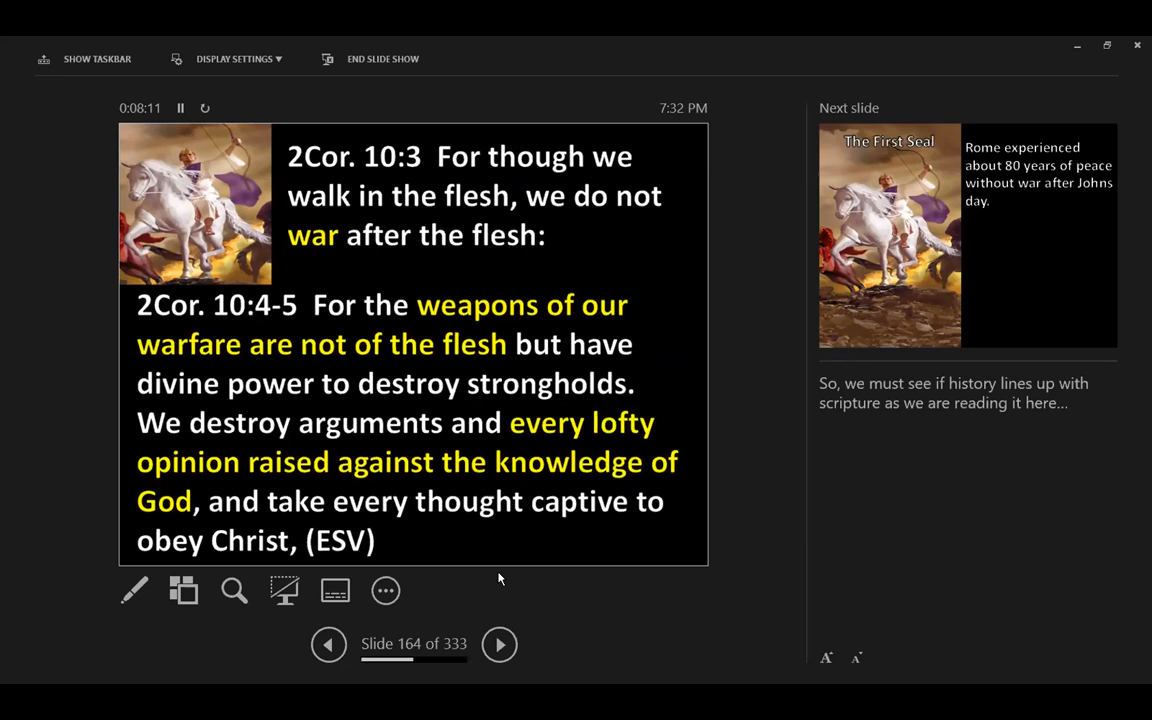 SHOW TASKBAR
DISPLAY SETTINGS ▾
END SLIDE SHOW
0:08:11
7:32 PM
2Cor. 10:3 For though we
walk in the flesh, we do not
war after the flesh:
2Cor. 10:4-5 For the weapons of our
warfare are not of the flesh but have
divine power to destroy strongholds.
We destroy arguments and every lofty
opinion raised against the knowledge of
God, and take every thought captive to
obey Christ, (ESV)
Slide 164 of 333
Next slide
The First Seal
Rome experienced
about 80 years of peace
without war after Johns
day.
So, we must see if history lines up with
scripture as we are reading it here...
A A